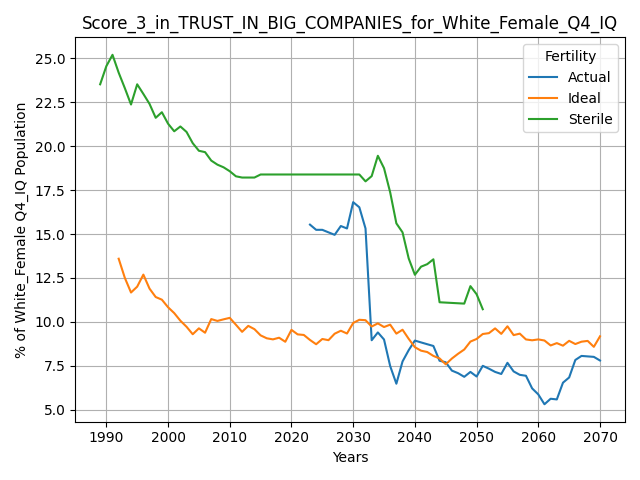 Score_3_in_TRUST_IN_BIG_COMPANIES_for_White_Female_Q4_IQ
% of White_Female Q4_IQ Population
25.0
22.5
20.0
17.5
15.0
12.5
10.0
7.5
5.0
Fertility
Actual
Ideal
Sterile
1990
2000
2010
2020
2030
2040
2050
2060
2070
Years